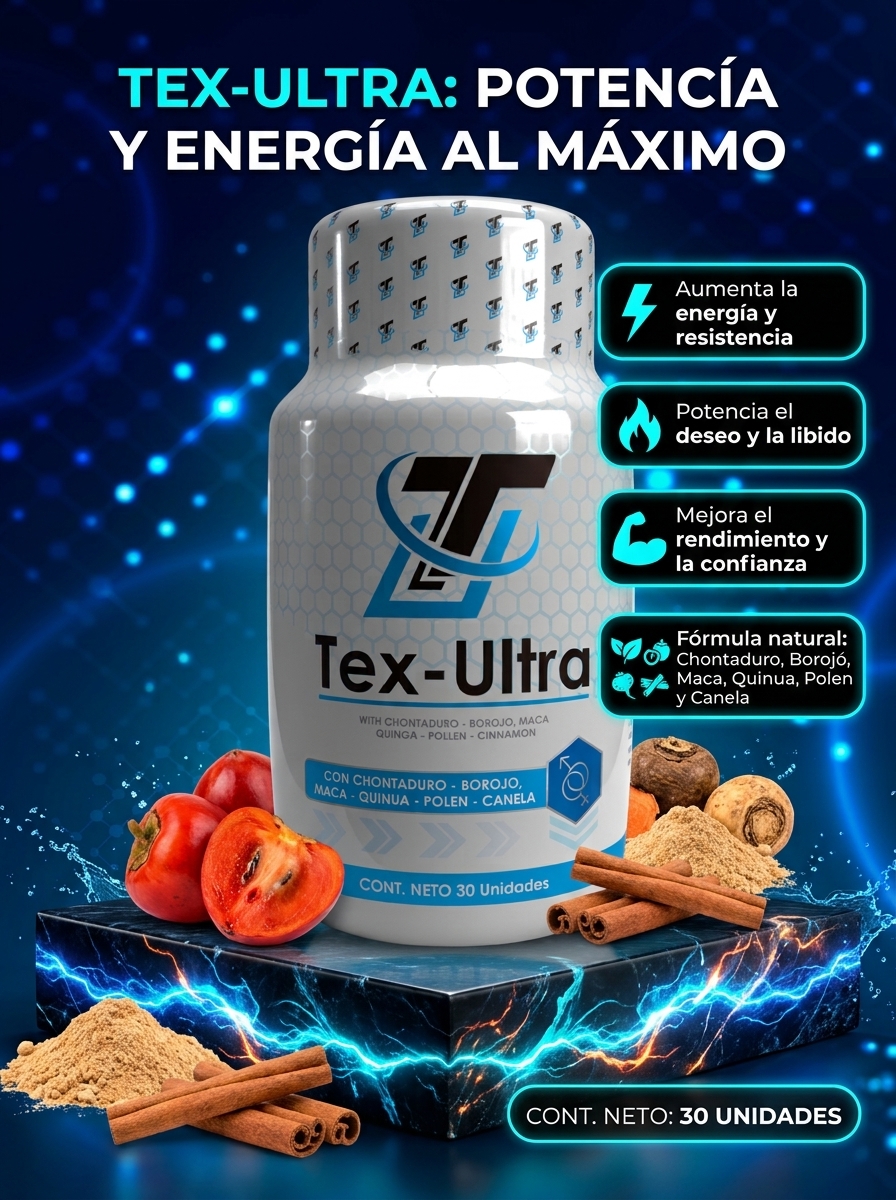 TEX-ULTRA: POTENCÍA
Y ENERGÍA AL MÁXIMO
Aumenta la
energía y
resistencia
Potencia el
deseo y la libido
Mejora el
rendimiento y
la confianza
Fórmula natural:
Chontaduro, Borojó,
Maca, Quinua, Polen
y Canela
Tex-Ultra
WITH CHONTADURO - BOROJO, MACA
QUINGA - POLLEN - CINNAMON
CON CHONTADURO - BOROJO,
MACA - QUINUA - POLEN - CANELA
CONT. NETO 30 Unidades
CONT. NETO: 30 UNIDADES